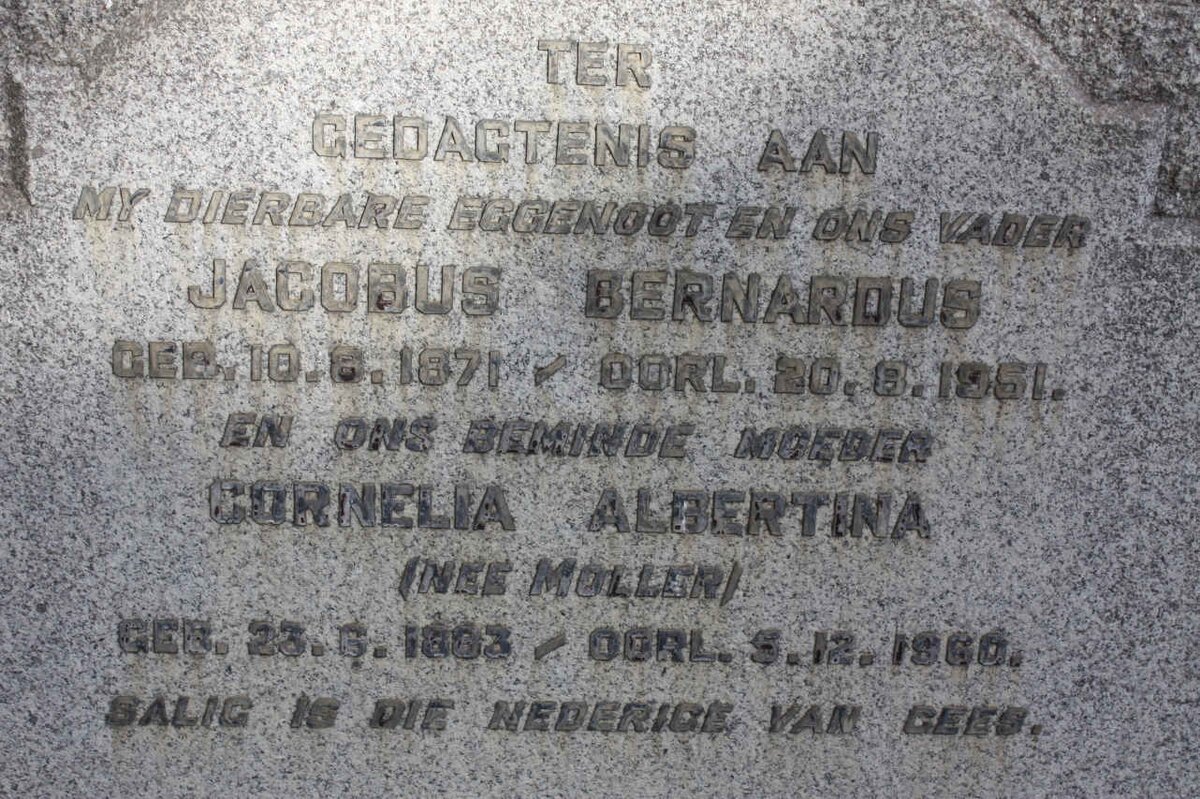 TER
GEDAGTENIS AAN
MY DIERBARE EGGENOOT EN ONS VADER
JACOBUS BERNARDUS
GEB. 10.8.1871 / OORL. 20.8.1951.
EN ONS BEMINDE MOEDER
CORNELIA ALBERTINA
(NEE MOLLER)
GEB. 23.6.1883 / OORL. 5.12.1960.
SALIG IS DIE NEDERIGE VAN GEES.